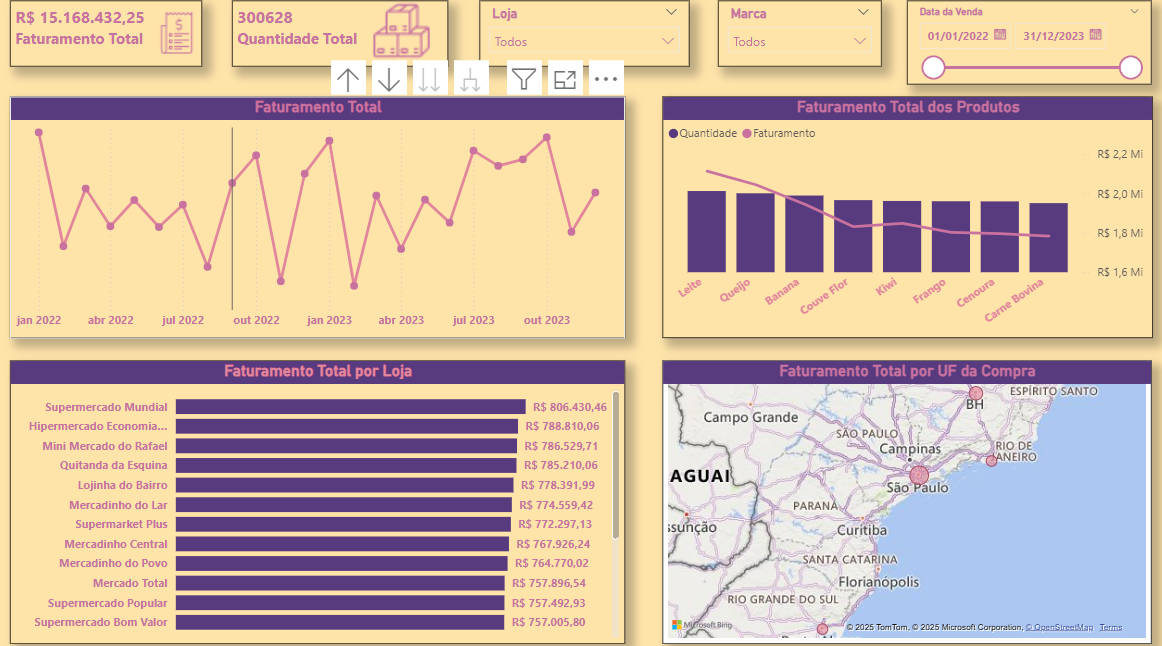 R$ 15.168.432,25
Faturamento Total
300628
Quantidade Total
Loja
Todos
Marca
Todos
Data da Venda
01/01/2022
31/12/2023
Faturamento Total
jan 2022
abr 2022
jul 2022
out 2022
jan 2023
abr 2023
jul 2023
out 2023
Faturamento Total dos Produtos
Quantidade
Faturamento
R$ 2,2 Mi
R$ 2,0 Mi
R$ 1,8 Mi
R$ 1,6 Mi
Leite
Queijo
Banana
Couve Flor
Kiwi
Frango
Cenoura
Carne Bovina
Faturamento Total por Loja
Supermercado Mundial R$ 806.430,46
Hipermercado Economia... R$ 788.810,06
Mini Mercado do Rafael R$ 786.529,71
Quitanda da Esquina R$ 785.210,06
Lojinha do Bairro R$ 778.391,99
Mercadinho do Lar R$ 774.559,42
Supermarket Plus R$ 772.297,13
Mercadinho Central R$ 767.926,24
Mercadinho do Povo R$ 764.770,02
Mercado Total R$ 757.896,54
Supermercado Popular R$ 757.492,93
Supermercado Bom Valor R$ 757.005,80
Faturamento Total por UF da Compra
ESPÍRITO SANTO
BH
Campo Grande
SÃO PAULO
Campinas
RIO DE
JANEIRO
AGUAI
São Paulo
PARANÁ
ssunção
Curitiba
SANTA CATARINA
Florianópolis
RIO GRANDE DO SUL
Microsoft Bing
© 2025 TomTom, © 2025 Microsoft Corporation, © OpenStreetMap Terms